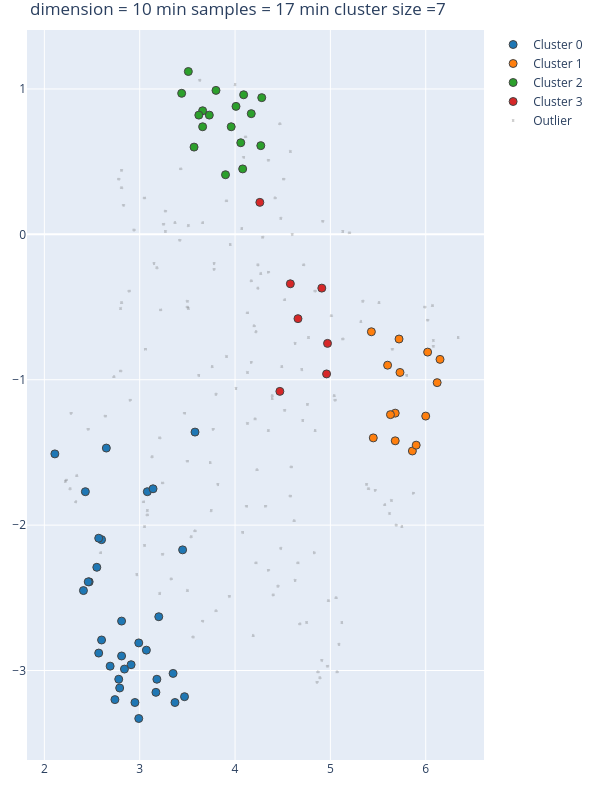 dimension = 10 min samples = 17 min cluster size =7
Cluster 0
Cluster 1
Cluster 2
Cluster 3
Outlier
1
0
−1
−2
−3
2 3 4 5 6